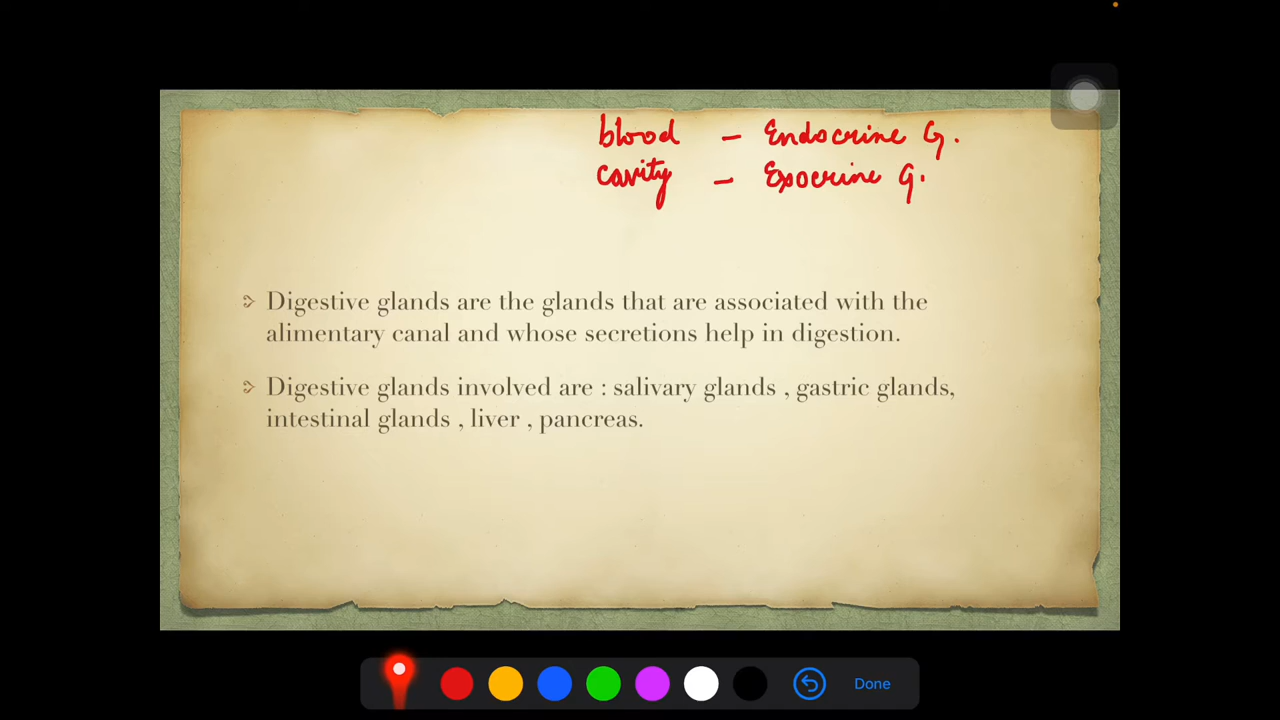 blood - Endocrine G.
cavity - Exocrine G.
Digestive glands are the glands that are associated with the
alimentary canal and whose secretions help in digestion.
Digestive glands involved are : salivary glands , gastric glands,
intestinal glands , liver , pancreas.
Done